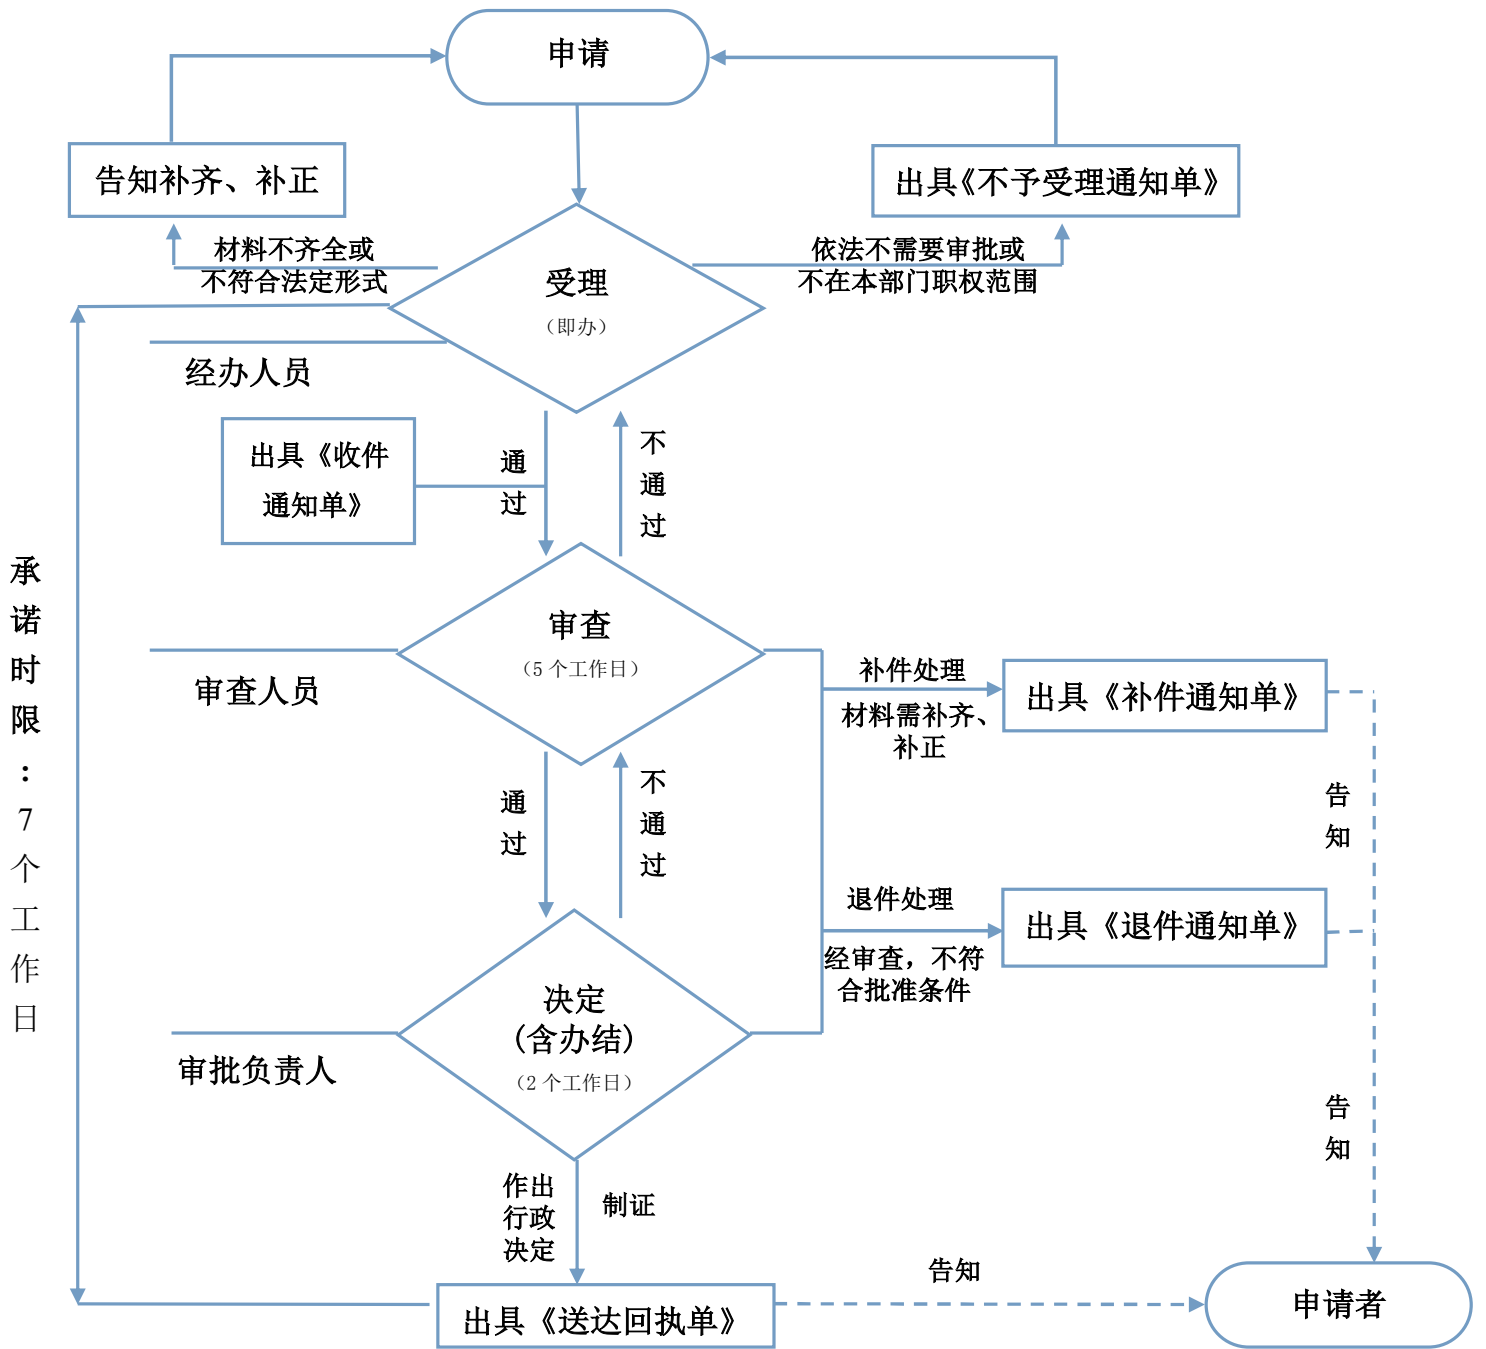 申请
告知补齐、补正
出具《不予受理通知单》
材料不齐全或
不符合法定形式
依法不需要审批或
不在本部门职权范围
受理
（即办）
经办人员
出具《收件
通知单》
通过
不通过
承诺时限：7个工作日
审查
（5 个工作日）
审查人员
补件处理
材料需补齐、
补正
出具《补件通知单》
告知
通过
不通过
退件处理
经审查，不符
合批准条件
出具《退件通知单》
决定
(含办结)
（2 个工作日）
审批负责人
告知
作出
行政
决定
制证
告知
出具《送达回执单》
申请者